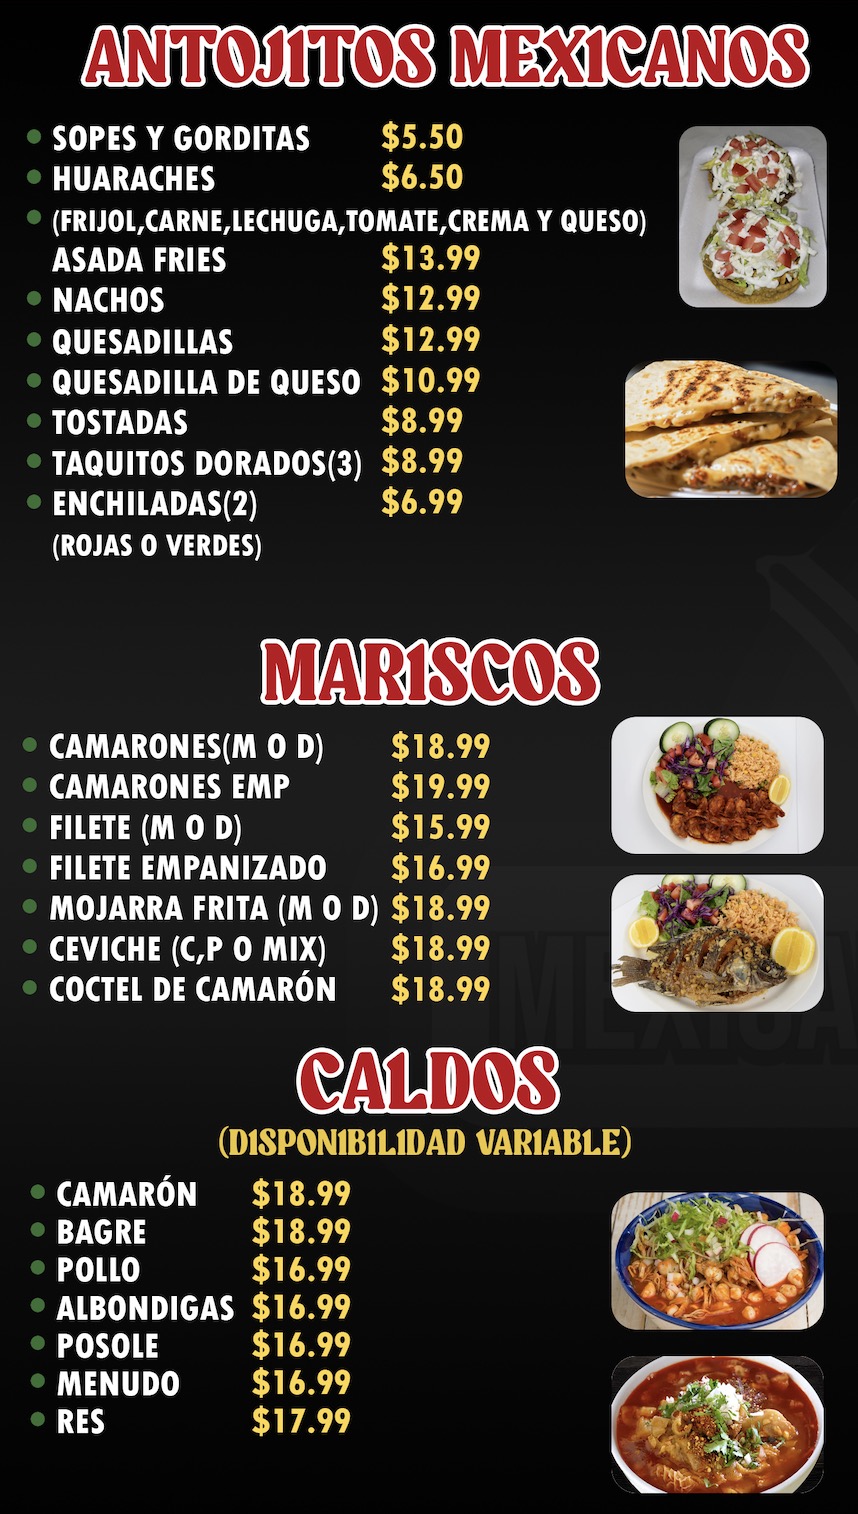 ANTOJITOS MEXICANOS
SOPES Y GORDITAS $5.50
HUARACHES $6.50
(FRIJOL,CARNE,LECHUGA,TOMATE,CREMA Y QUESO)
ASADA FRIES $13.99
NACHOS $12.99
QUESADILLAS $12.99
QUESADILLA DE QUESO $10.99
TOSTADAS $8.99
TAQUITOS DORADOS(3) $8.99
ENCHILADAS(2) $6.99
(ROJAS O VERDES)
MARISCOS
CAMARONES(M O D) $18.99
CAMARONES EMP $19.99
FILETE (M O D) $15.99
FILETE EMPANIZADO $16.99
MOJARRA FRITA (M O D) $18.99
CEVICHE (C,P O MIX) $18.99
COCTEL DE CAMARÓN $18.99
CALDOS
(DISPONIBILIDAD VARIABLE)
CAMARÓN $18.99
BAGRE $18.99
POLLO $16.99
ALBONDIGAS $16.99
POSOLE $16.99
MENUDO $16.99
RES $17.99